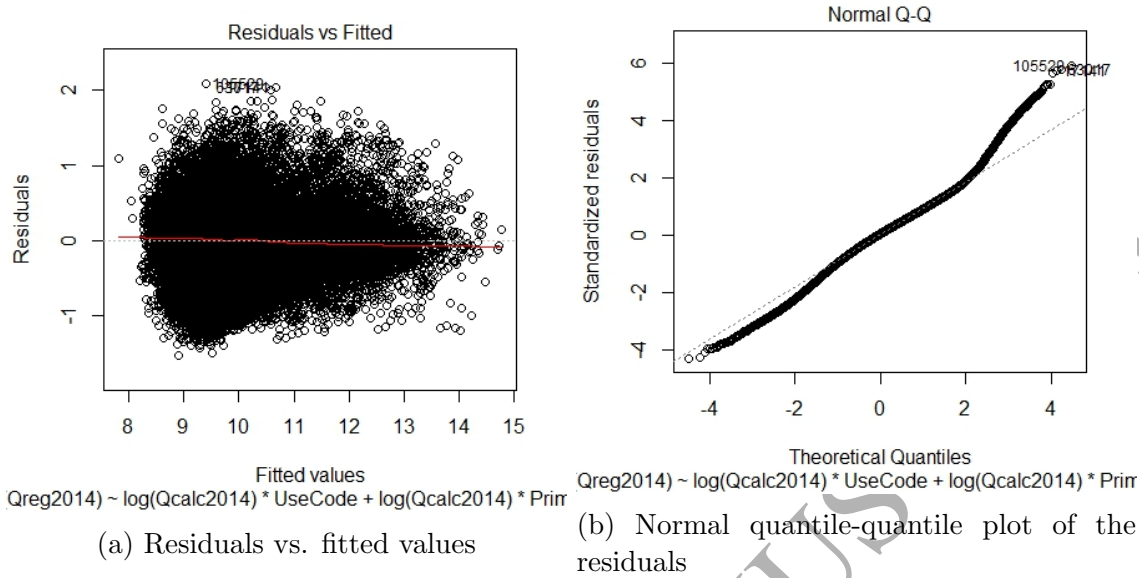 Residuals vs Fitted
105529
2
1
0
-1
Residuals
8 9 10 11 12 13 14 15
Fitted values
Qreg2014) ~ log(Qcalc2014) * UseCode + log(Qcalc2014) * Prim
(a) Residuals vs. fitted values
Normal Q-Q
6
4
2
0
-2
-4
Standardized residuals
-4 -2 0 2 4
Theoretical Quantiles
Qreg2014) ~ log(Qcalc2014) * UseCode + log(Qcalc2014) * Prim
(b) Normal quantile-quantile plot of the
residuals
US